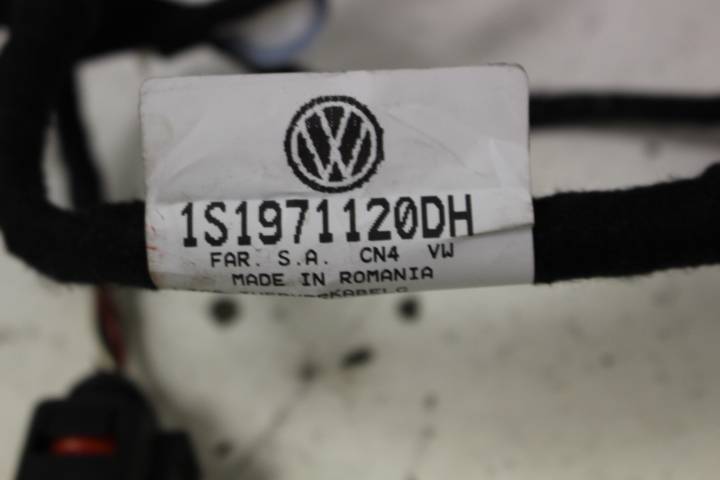 1S1971120DH
FAR. S.A. CN4 VW
MADE IN ROMANIA